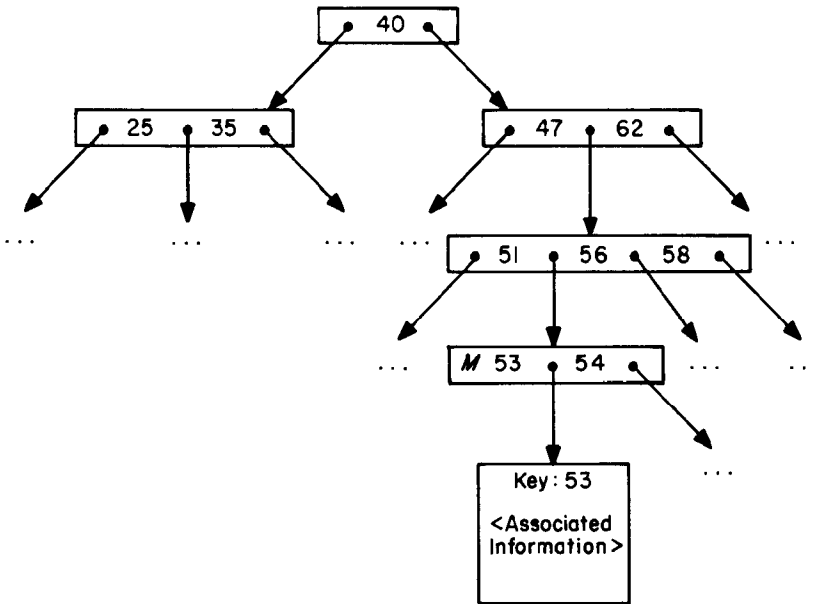 40
25 35
47 62
... ... ... ... ...
51 56 58
... ... ..
M 53 54
...
Key: 53
<Associated
Information>